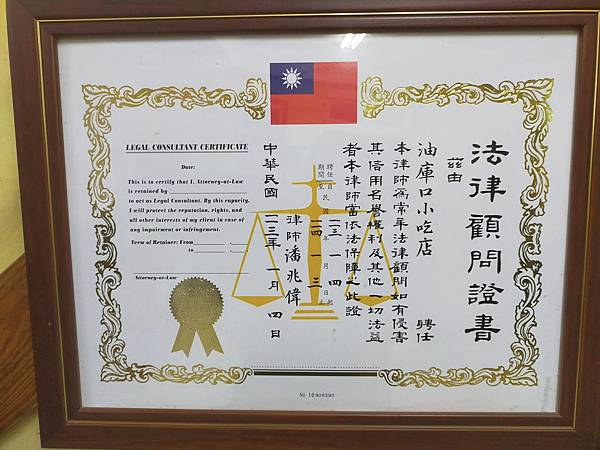 法律顧問證書
茲由
油庫口小吃店 聘任
本律師為常年法律顧問如有侵害
其信用名譽權利及其他一切法益
者本律師當依法保障之此證
聘任自民國一一三年一月四日起
期間至一一四 一 三 止
律師潘兆偉
中華民國一一三年一月四日
LEGAL CONSULTANT CERTIFICATE
Date:
This is to certify that I, Attorney-at-Law
is retained by
to act as Legal Consultant. By this capacity,
I will protect the reputation, rights, and
all other interests of my client in case of
any impairment or infringement.
Term of Retainer: From
to
Attorney-at-Law
No 10908390